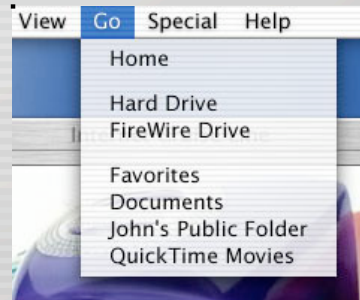 View Go Special Help
Home
Hard Drive
FireWire Drive
Favorites
Documents
John's Public Folder
QuickTime Movies